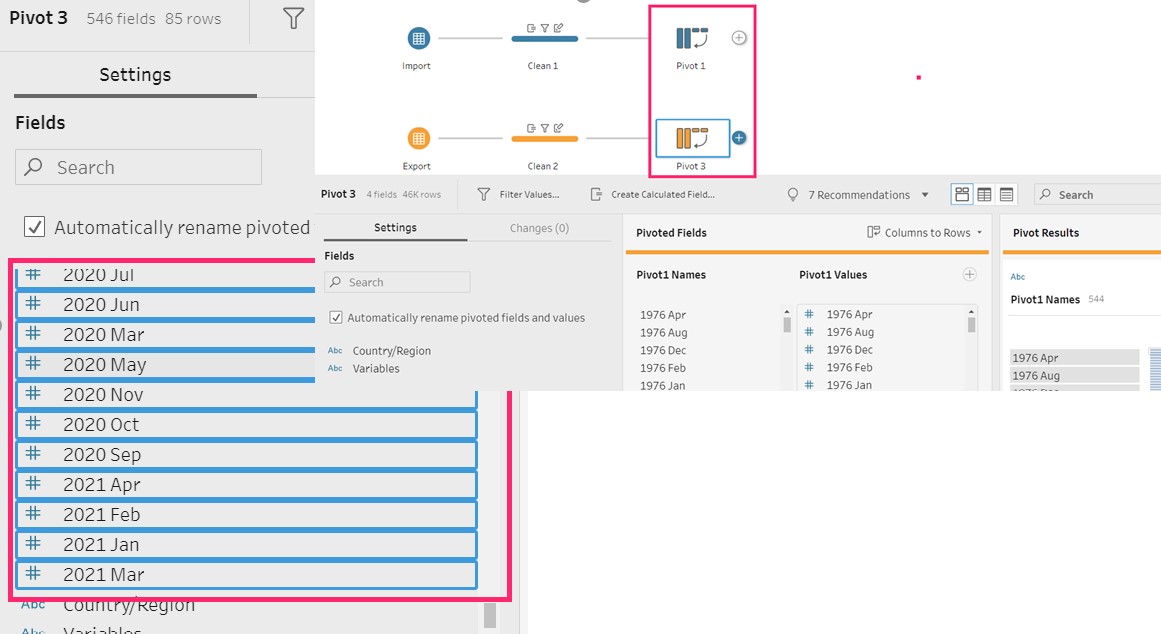 Pivot 3 546 fields 85 rows
Settings
Fields
Search
Automatically rename pivoted
2020 Jul
2020 Jun
2020 Mar
2020 May
2020 Nov
2020 Oct
2020 Sep
2021 Apr
2021 Feb
2021 Jan
2021 Mar
Abc Country/Region
Abc Variables
Import Clean 1 Pivot 1
Export Clean 2 Pivot 3
Pivot 3 4 fields 46K rows Filter Values... Create Calculated Field... 7 Recommendations Search
Settings Changes (0)
Fields
Search
Automatically rename pivoted fields and values
Abc Country/Region
Abc Variables
Pivoted Fields Columns to Rows
Pivot1 Names Pivot1 Values
1976 Apr 1976 Apr
1976 Aug 1976 Aug
1976 Dec 1976 Dec
1976 Feb 1976 Feb
1976 Jan 1976 Jan
Pivot Results
Abc
Pivot1 Names 544
1976 Apr
1976 Aug